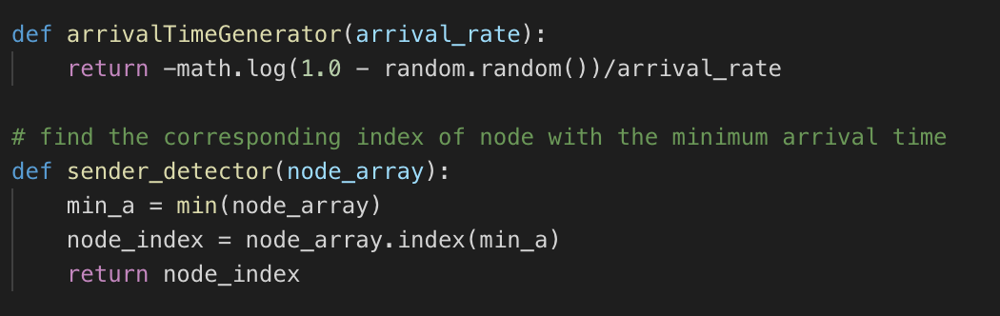 def arrivalTimeGenerator(arrival_rate):
    return -math.log(1.0 - random.random())/arrival_rate
# find the corresponding index of node with the minimum arrival time
def sender_detector(node_array):
    min_a = min(node_array)
    node_index = node_array.index(min_a)
    return node_index